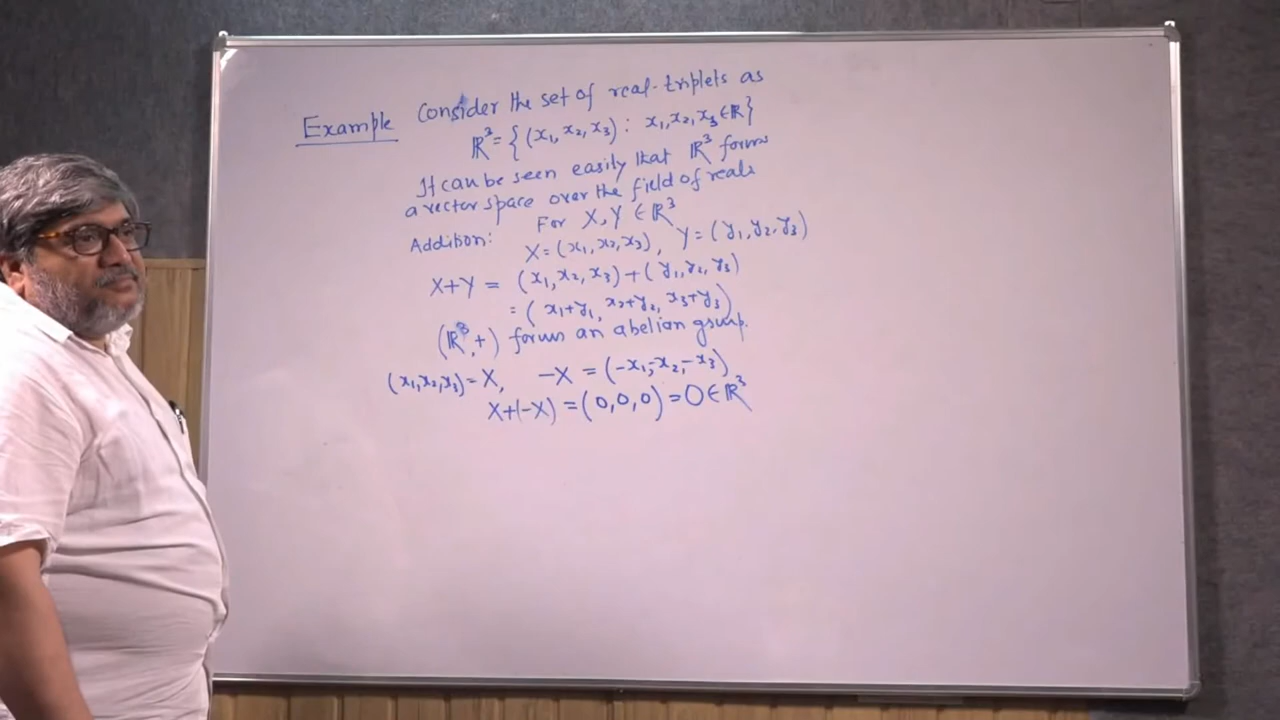 Example Consider the set of real-triplets as
ℝ³ = {(x₁, x₂, x₃) : x₁, x₂, x₃ ∈ ℝ}
It can be seen easily that ℝ³ forms
a vector space over the field of reals
For X, Y ∈ ℝ³
Addition: X = (x₁, x₂, x₃), Y = (y₁, y₂, y₃)
X+Y = (x₁, x₂, x₃) + (y₁, y₂, y₃)
= (x₁+y₁, x₂+y₂, x₃+y₃)
(ℝ³, +) forms an abelian group.
(x₁, x₂, x₃) = X, -X = (-x₁, -x₂, -x₃)
X+(-X) = (0, 0, 0) = O ∈ ℝ³